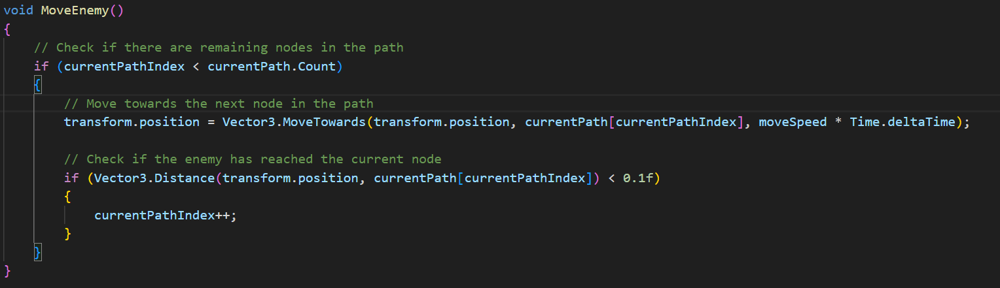 void MoveEnemy()
{
    // Check if there are remaining nodes in the path
    if (currentPathIndex < currentPath.Count)
    {
        // Move towards the next node in the path
        transform.position = Vector3.MoveTowards(transform.position, currentPath[currentPathIndex], moveSpeed * Time.deltaTime);

        // Check if the enemy has reached the current node
        if (Vector3.Distance(transform.position, currentPath[currentPathIndex]) < 0.1f)
        {
            currentPathIndex++;
        }
    }
}